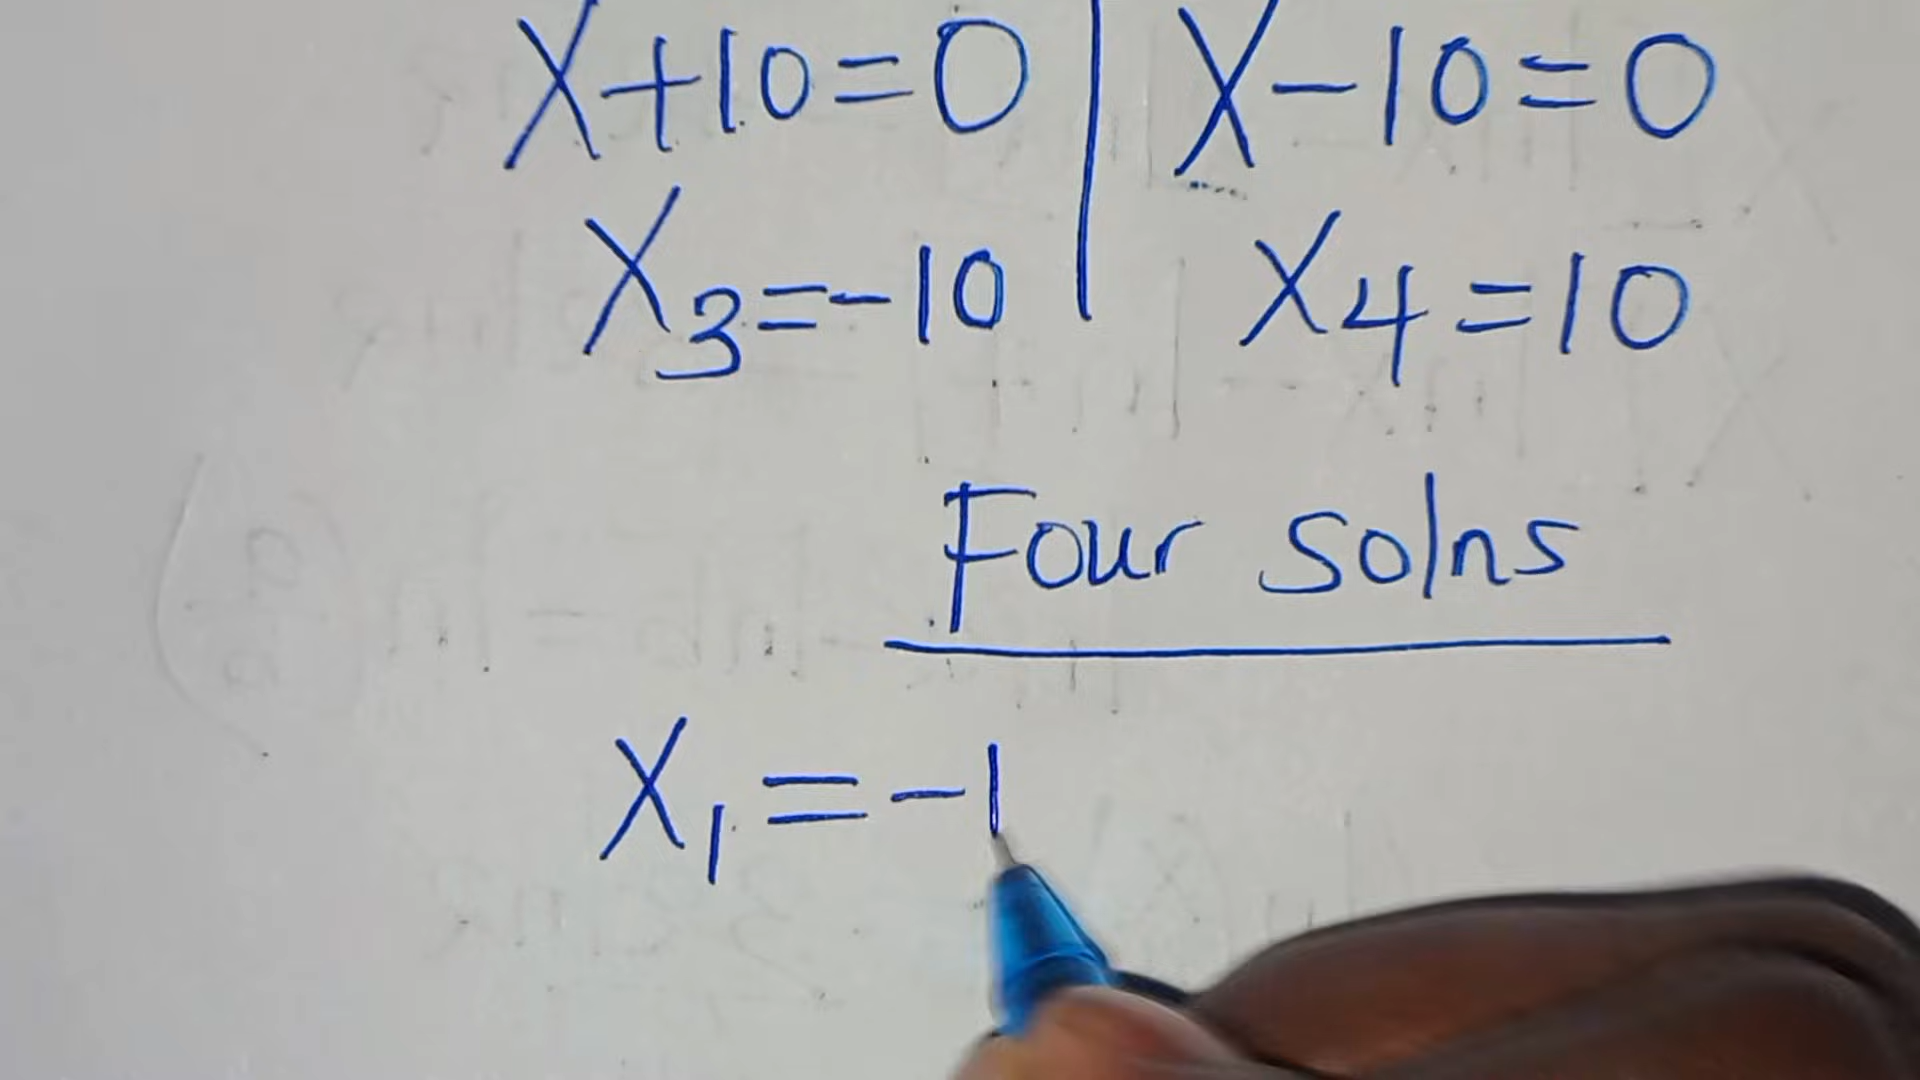 X+10=0 | X-10=0
X3=-10 | X4=10
Four solns
X1=-1